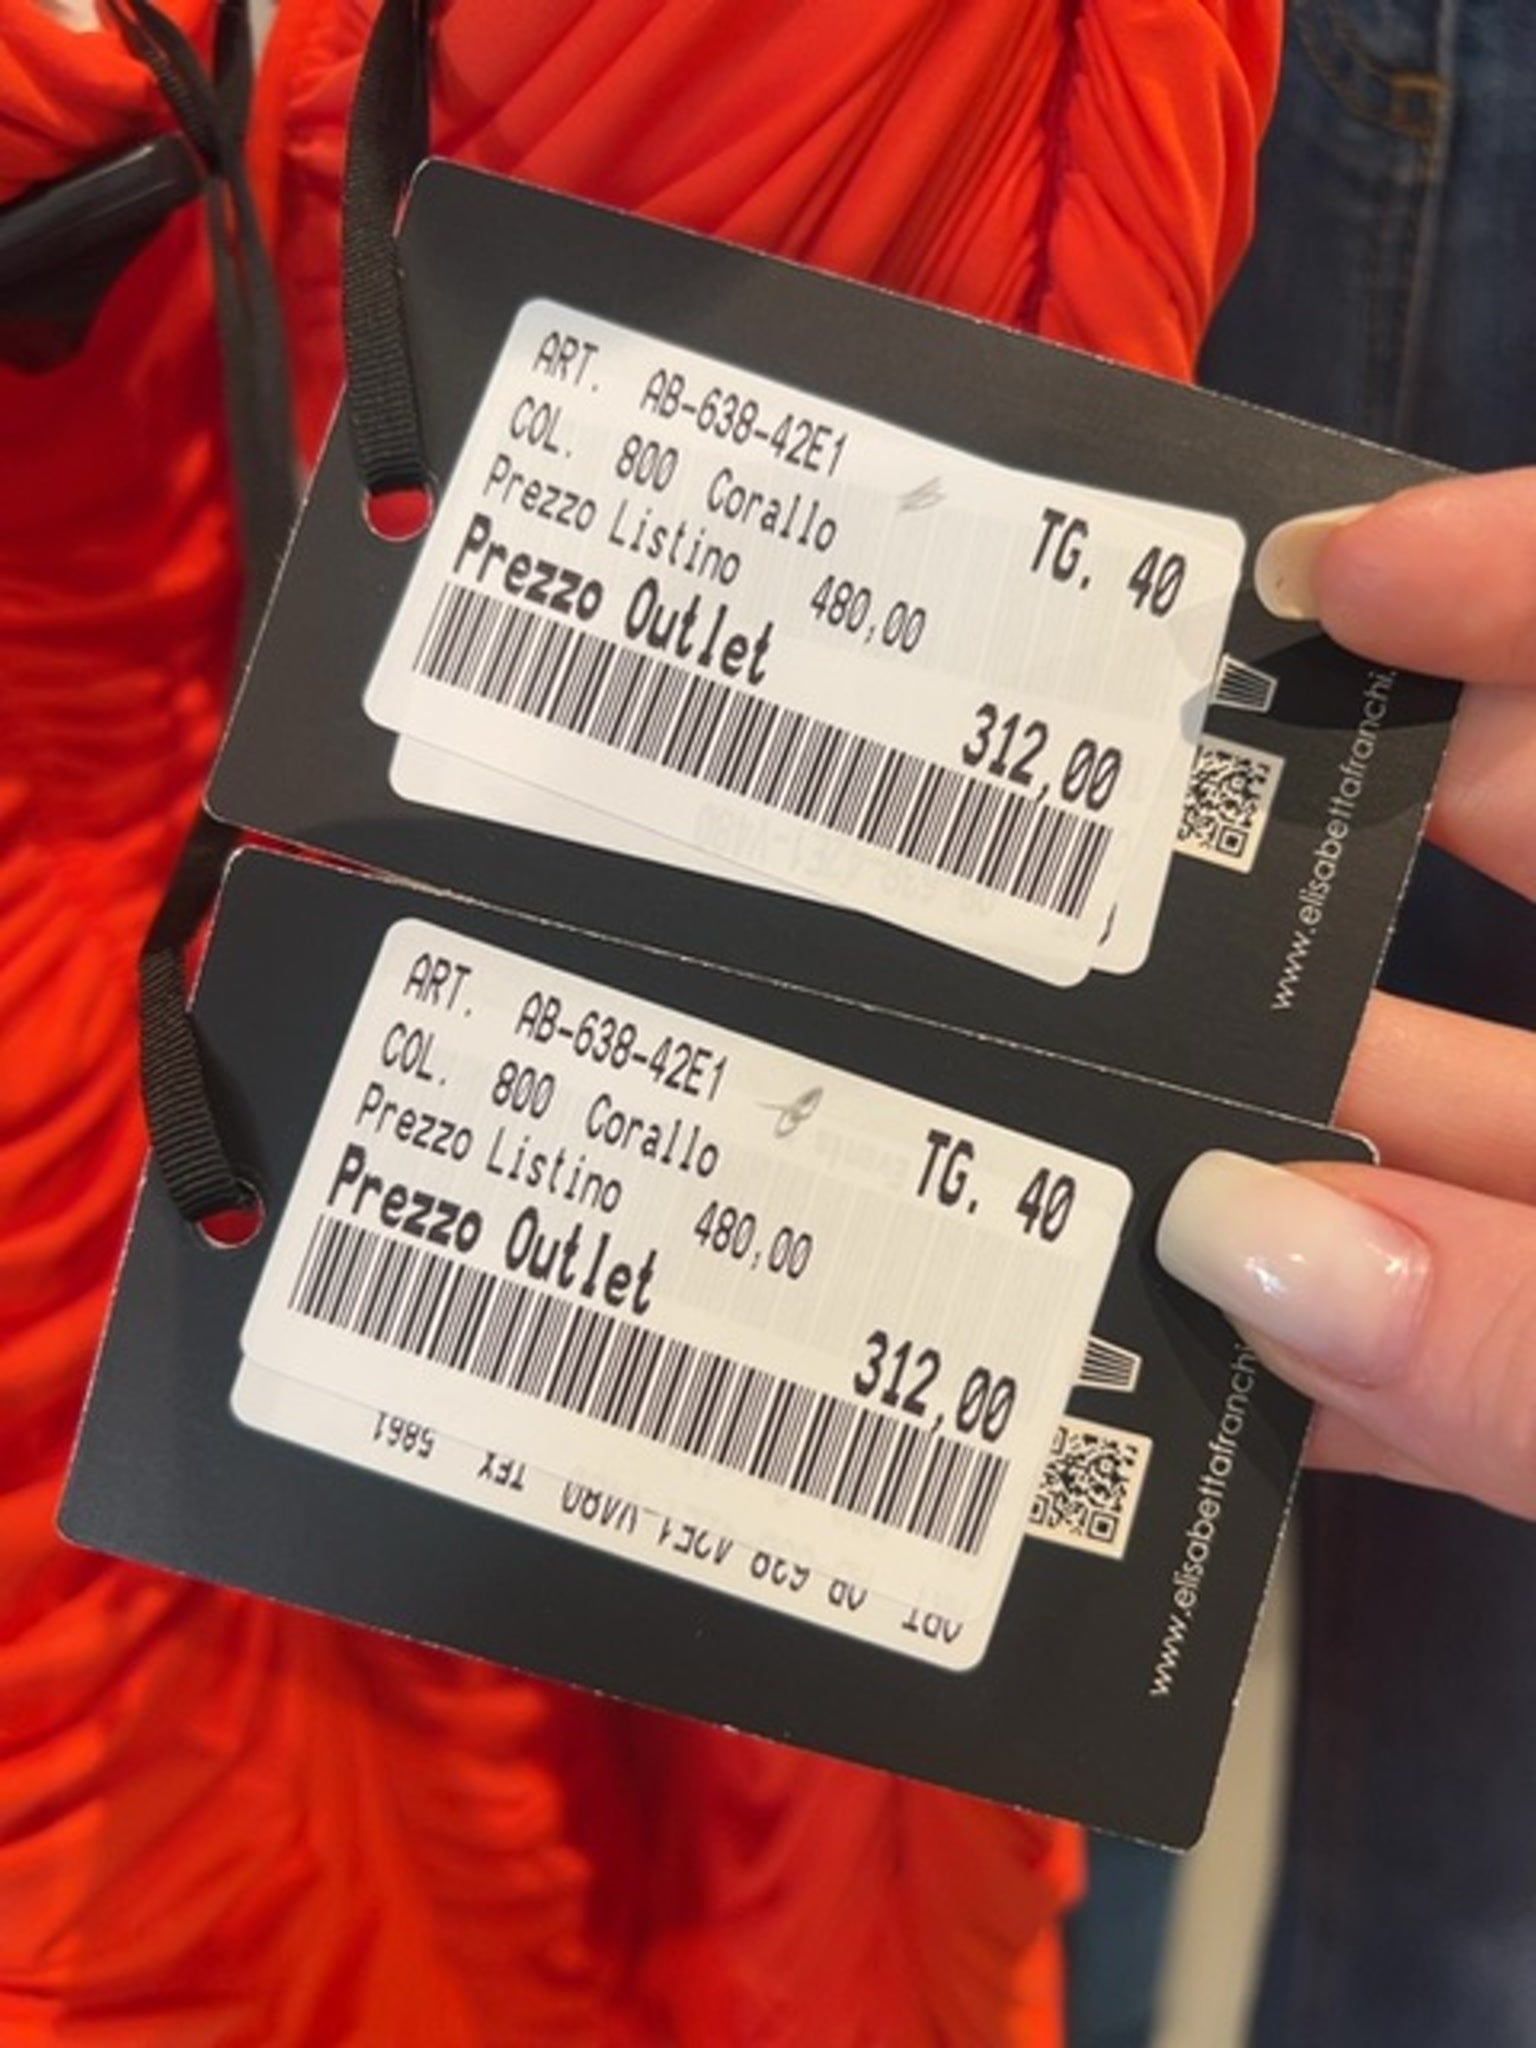 ART. AB-638-42E1
COL. 800 Corallo
TG. 40
Prezzo Listino 480,00
Prezzo Outlet
312,00
www.elisabettafranchi.
ART. AB-638-42E1
COL. 800 Corallo
TG. 40
Prezzo Listino 480,00
Prezzo Outlet
312,00
www.elisabettafranchi